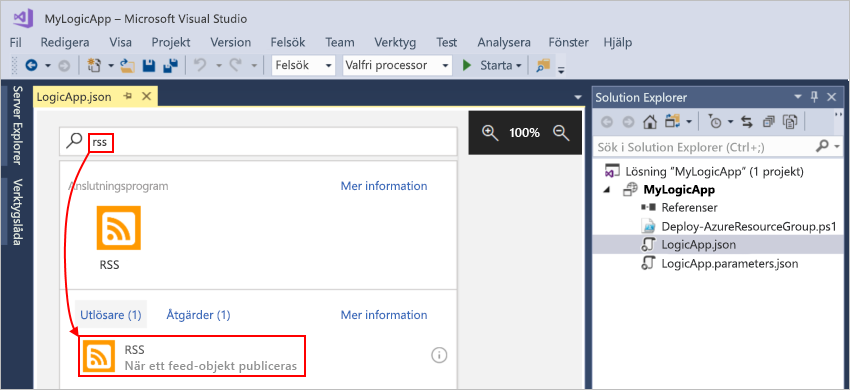 MyLogicApp – Microsoft Visual Studio
Fil Redigera Visa Projekt Version Felsök Team Verktyg Test Analysera Fönster Hjälp
Felsök Valfri processor Starta
Server Explorer
Verktygslåda
LogicApp.json
rss
100%
Anslutningsprogram Mer information
RSS
Utlösare (1) Åtgärder (1) Mer information
RSS
När ett feed-objekt publiceras
Solution Explorer
Sök i Solution Explorer (Ctrl+;)
Lösning "MyLogicApp" (1 projekt)
MyLogicApp
Referenser
Deploy-AzureResourceGroup.ps1
LogicApp.json
LogicApp.parameters.json